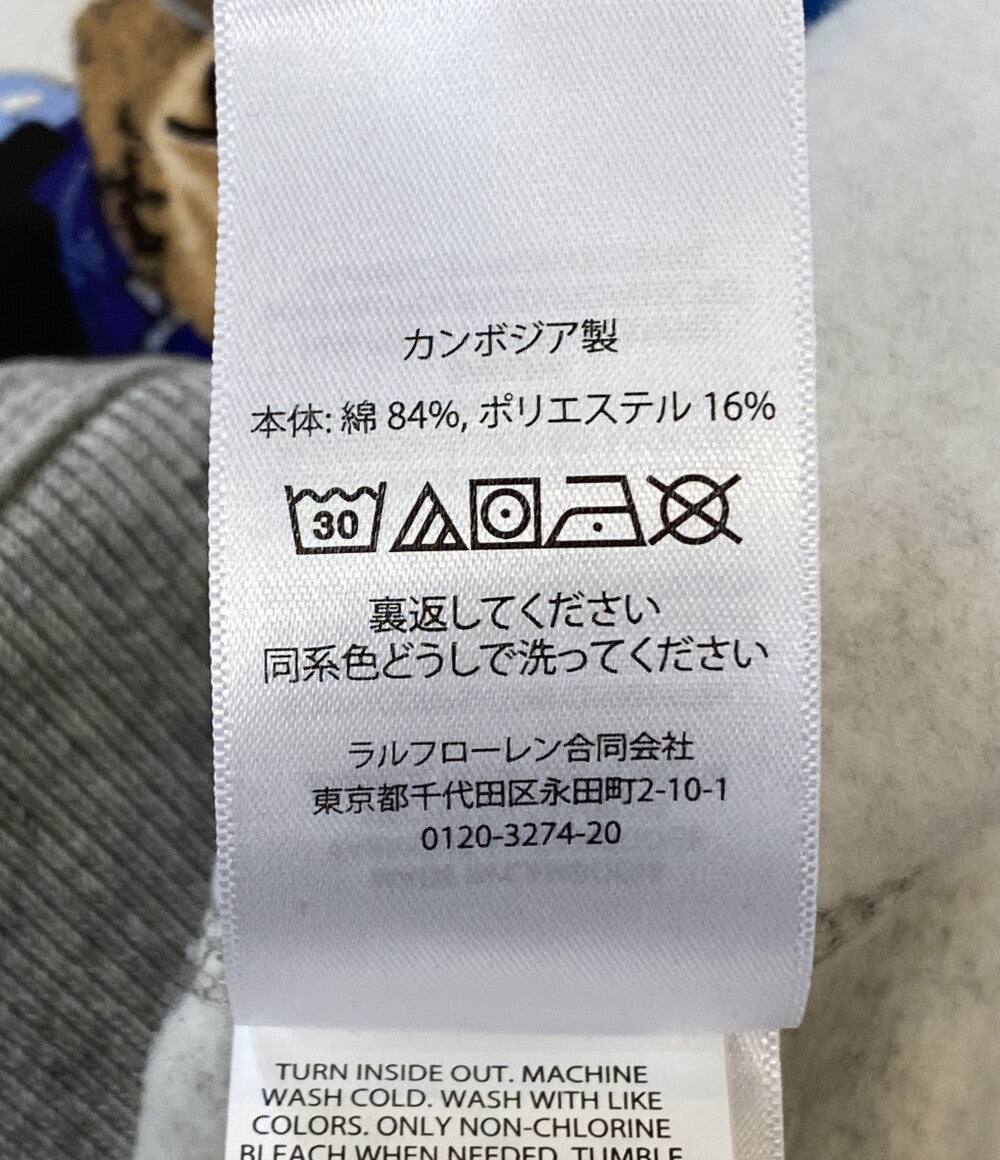 カンボジア製
本体: 綿 84%, ポリエステル 16%
30
裏返してください
同系色どうしで洗ってください
ラルフローレン合同会社
東京都千代田区永田町2-10-1
0120-3274-20
TURN INSIDE OUT. MACHINE
WASH COLD. WASH WITH LIKE
COLORS. ONLY NON-CHLORINE
BLEACH WHEN NEEDED. TUMBLE